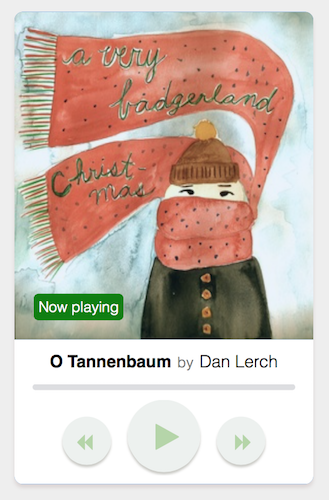 a very
badgerland
Christ-
mas
Now playing
O Tannenbaum by Dan Lerch